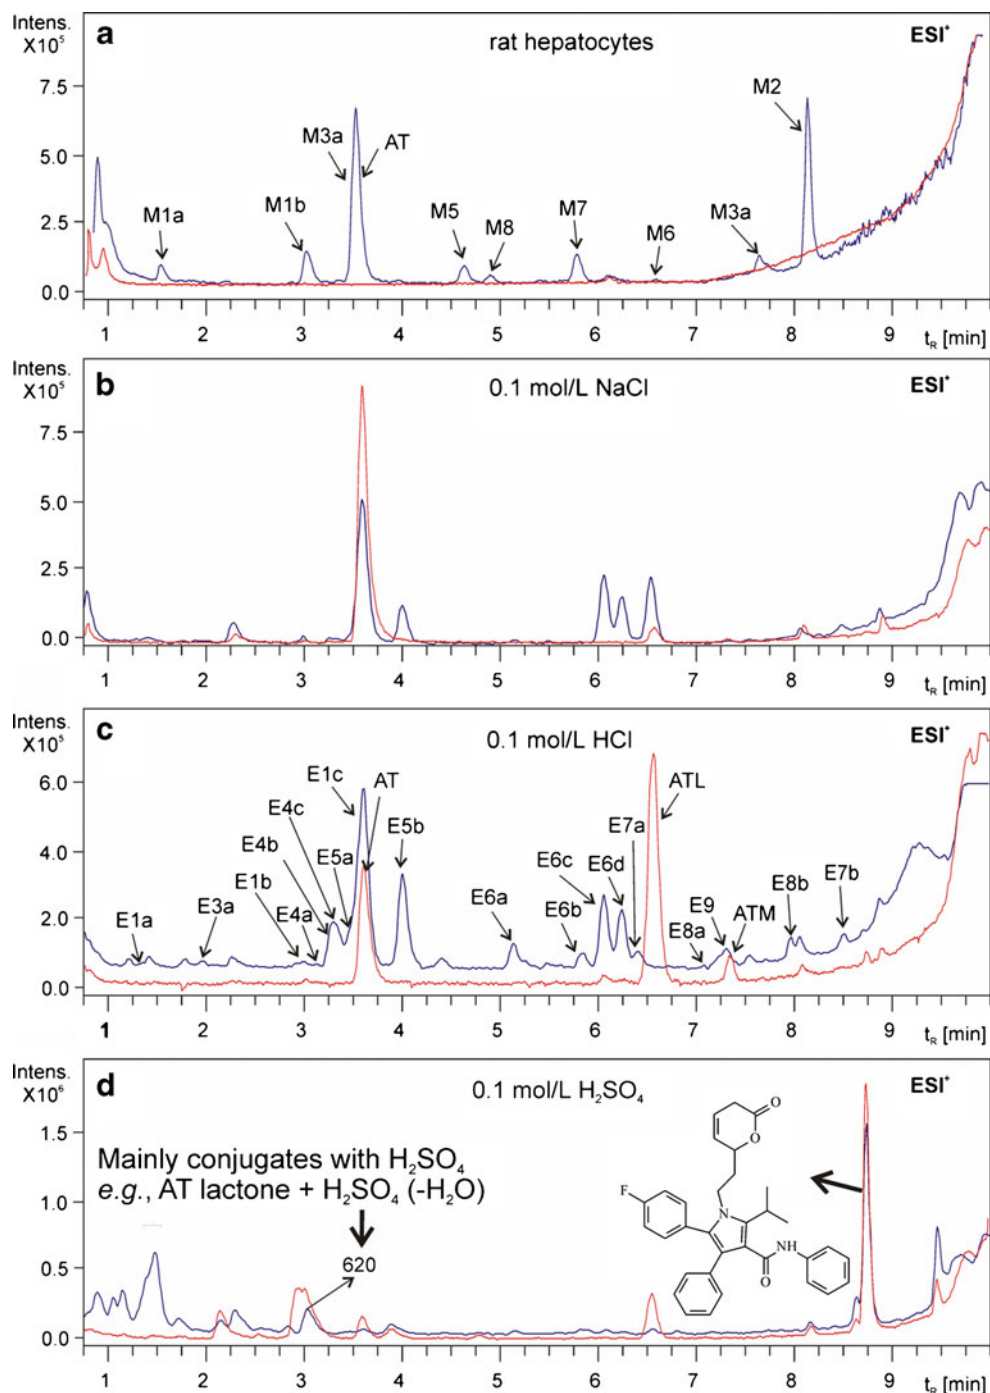 Intens.
X10⁵
a
rat hepatocytes
ESI⁺
7.5
5.0
2.5
0.0
M1a
M1b
M3a
AT
M5
M8
M7
M6
M3a
M2
1 2 3 4 5 6 7 8 9 tR [min]
Intens.
X10⁵
b
0.1 mol/L NaCl
ESI⁺
7.5
5.0
2.5
0.0
1 2 3 4 5 6 7 8 9 tR [min]
Intens.
X10⁵
c
0.1 mol/L HCl
ESI⁺
6.0
4.0
2.0
0.0
E1a
E3a
E1b
E4a
E4b
E4c
E5a
E1c
AT
E5b
E6a
E6b
E6c
E6d
E7a
ATL
E8a
E9
ATM
E8b
E7b
1 2 3 4 5 6 7 8 9 tR [min]
Intens.
X10⁶
d
0.1 mol/L H₂SO₄
ESI⁺
1.5
1.0
0.5
0.0
Mainly conjugates with H₂SO₄
e.g., AT lactone + H₂SO₄ (-H₂O)
620
O
O
F
N
NH
O
1 2 3 4 5 6 7 8 9 tR [min]